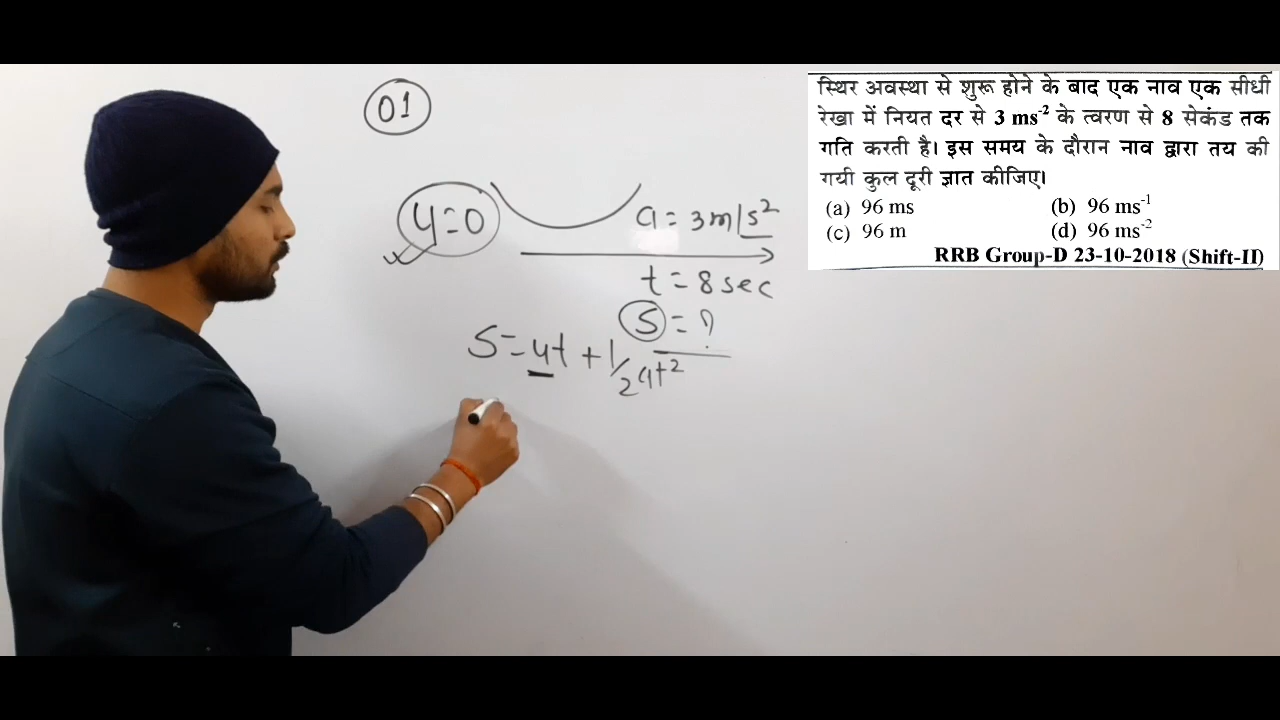 01
u=0
a=3m/s²
t=8sec
S=?
S=ut+1/2at²
स्थिर अवस्था से शुरू होने के बाद एक नाव एक सीधी
रेखा में नियत दर से 3 ms⁻² के त्वरण से 8 सेकंड तक
गति करती है। इस समय के दौरान नाव द्वारा तय की
गयी कुल दूरी ज्ञात कीजिए।
(a) 96 ms (b) 96 ms⁻¹
(c) 96 m (d) 96 ms⁻²
RRB Group-D 23-10-2018 (Shift-II)